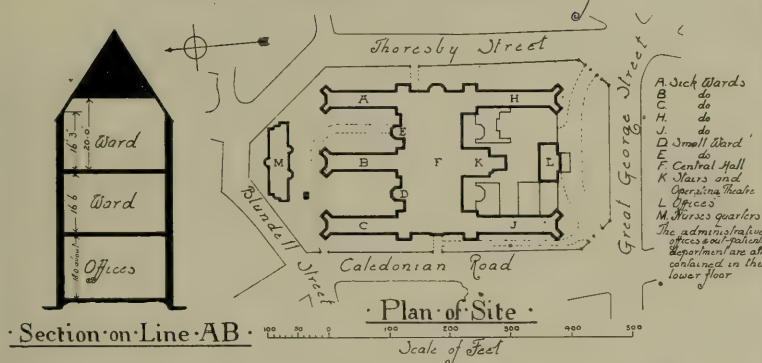 Thoresby Street
Great George Street
Blundell Street
Caledonian Road
A
H
E
M
B
F
K
L
D
C
J
16' 3"
20.0
Ward
16' 6
Ward
Offices
· Section · on · Line · AB ·
· Plan · of · Site ·
A. Sick Wards
B do
C. do
H. do
J. do
D. Small Ward
E do
F. Central Hall
K Stairs and
Operating Theatre
L Offices
M. Nurses quarters
The administrative
offices & out-patients
department are all
contained in the
lower floor
100 50 0 100 200 300 400 500
Scale of Feet